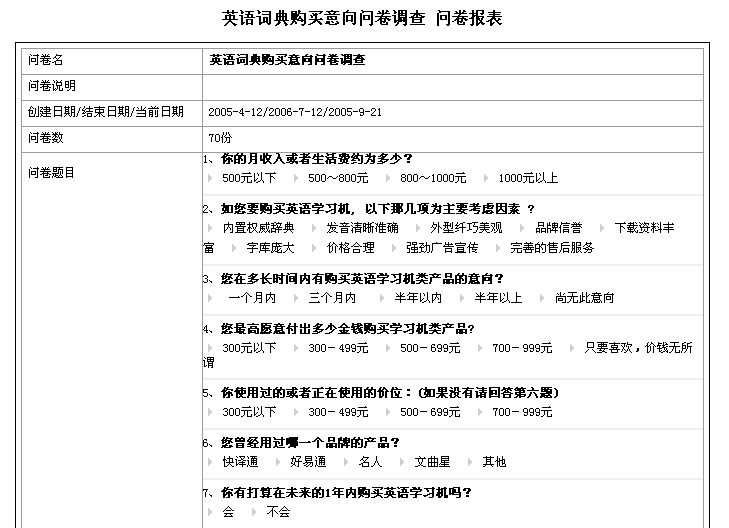 英语词典购买意向问卷调查 问卷报表
问卷名 英语词典购买意向问卷调查
问卷说明
创建日期/结束日期/当前日期 2005-4-12/2006-7-12/2005-9-21
问卷数 70份
问卷题目
1、你的月收入或者生活费约为多少？
500元以下 500～800元 800～1000元 1000元以上
2、如您要购买英语学习机, 以下那几项为主要考虑因素 ?
内置权威辞典 发音清晰准确 外型纤巧美观 品牌信誉 下载资料丰
富 字库庞大 价格合理 强劲广告宣传 完善的售后服务
3、您在多长时间内有购买英语学习机类产品的意向？
一个月内 三个月内 半年以内 半年以上 尚无此意向
4、您最高愿意付出多少金钱购买学习机类产品?
300元以下 300－499元 500－699元 700－999元 只要喜欢，价钱无所
谓
5、你使用过的或者正在使用的价位：(如果没有请回答第六题)
300元以下 300－499元 500－699元 700－999元
6、您曾经用过哪一个品牌的产品？
快译通 好易通 名人 文曲星 其他
7、你有打算在未来的1年内购买英语学习机吗？
会 不会